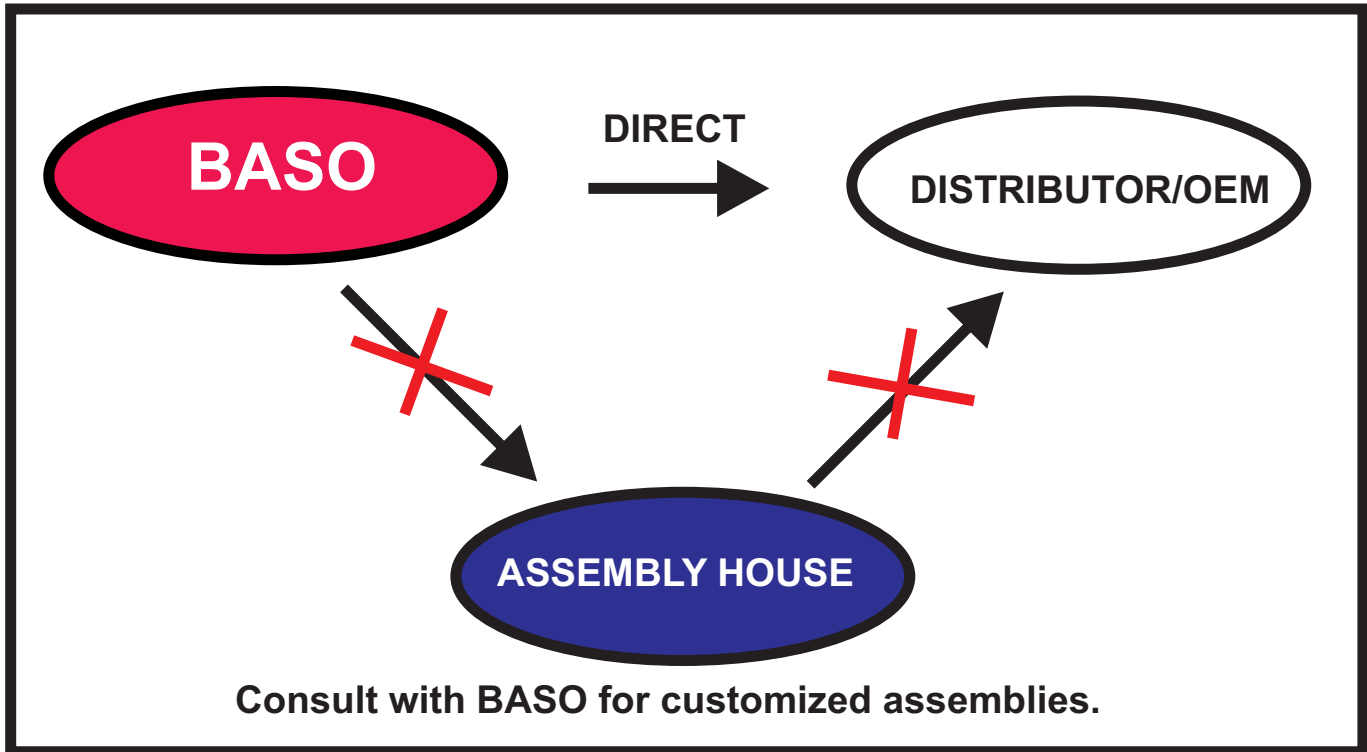 BASO
DIRECT
DISTRIBUTOR/OEM
ASSEMBLY HOUSE
Consult with BASO for customized assemblies.